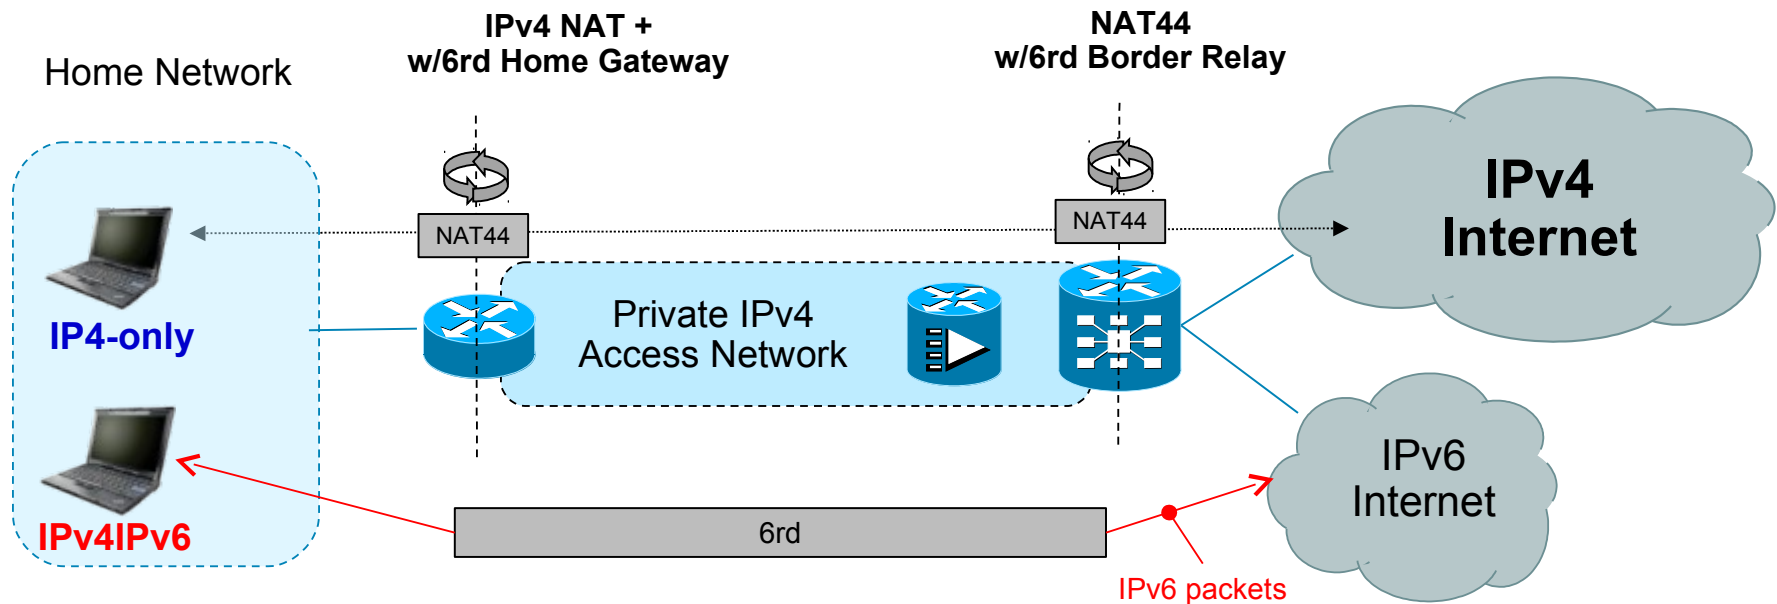 IPv4 NAT +
w/6rd Home Gateway
NAT44
w/6rd Border Relay
Home Network
IPv4
Internet
NAT44
NAT44
IP4-only
Private IPv4
Access Network
IPv6
Internet
IPv4IPv6
6rd
IPv6 packets